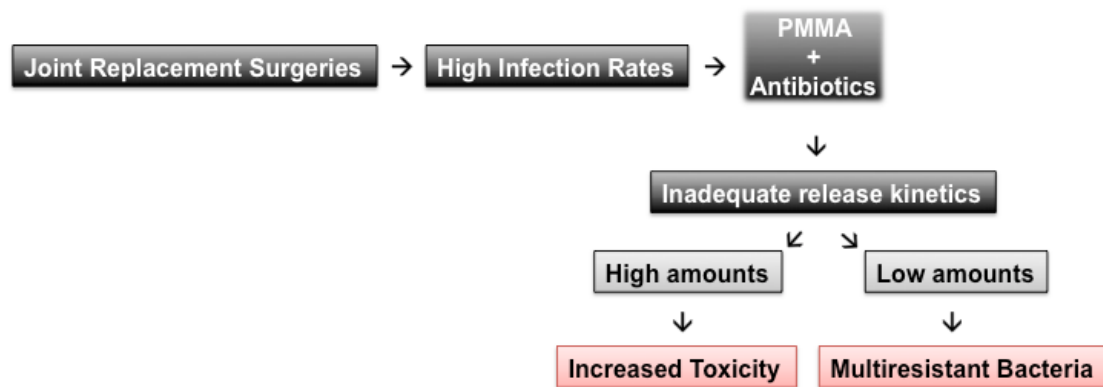 Joint Replacement Surgeries → High Infection Rates → PMMA
+
Antibiotics
↓
Inadequate release kinetics
↙ ↘
High amounts Low amounts
↓ ↓
Increased Toxicity Multiresistant Bacteria